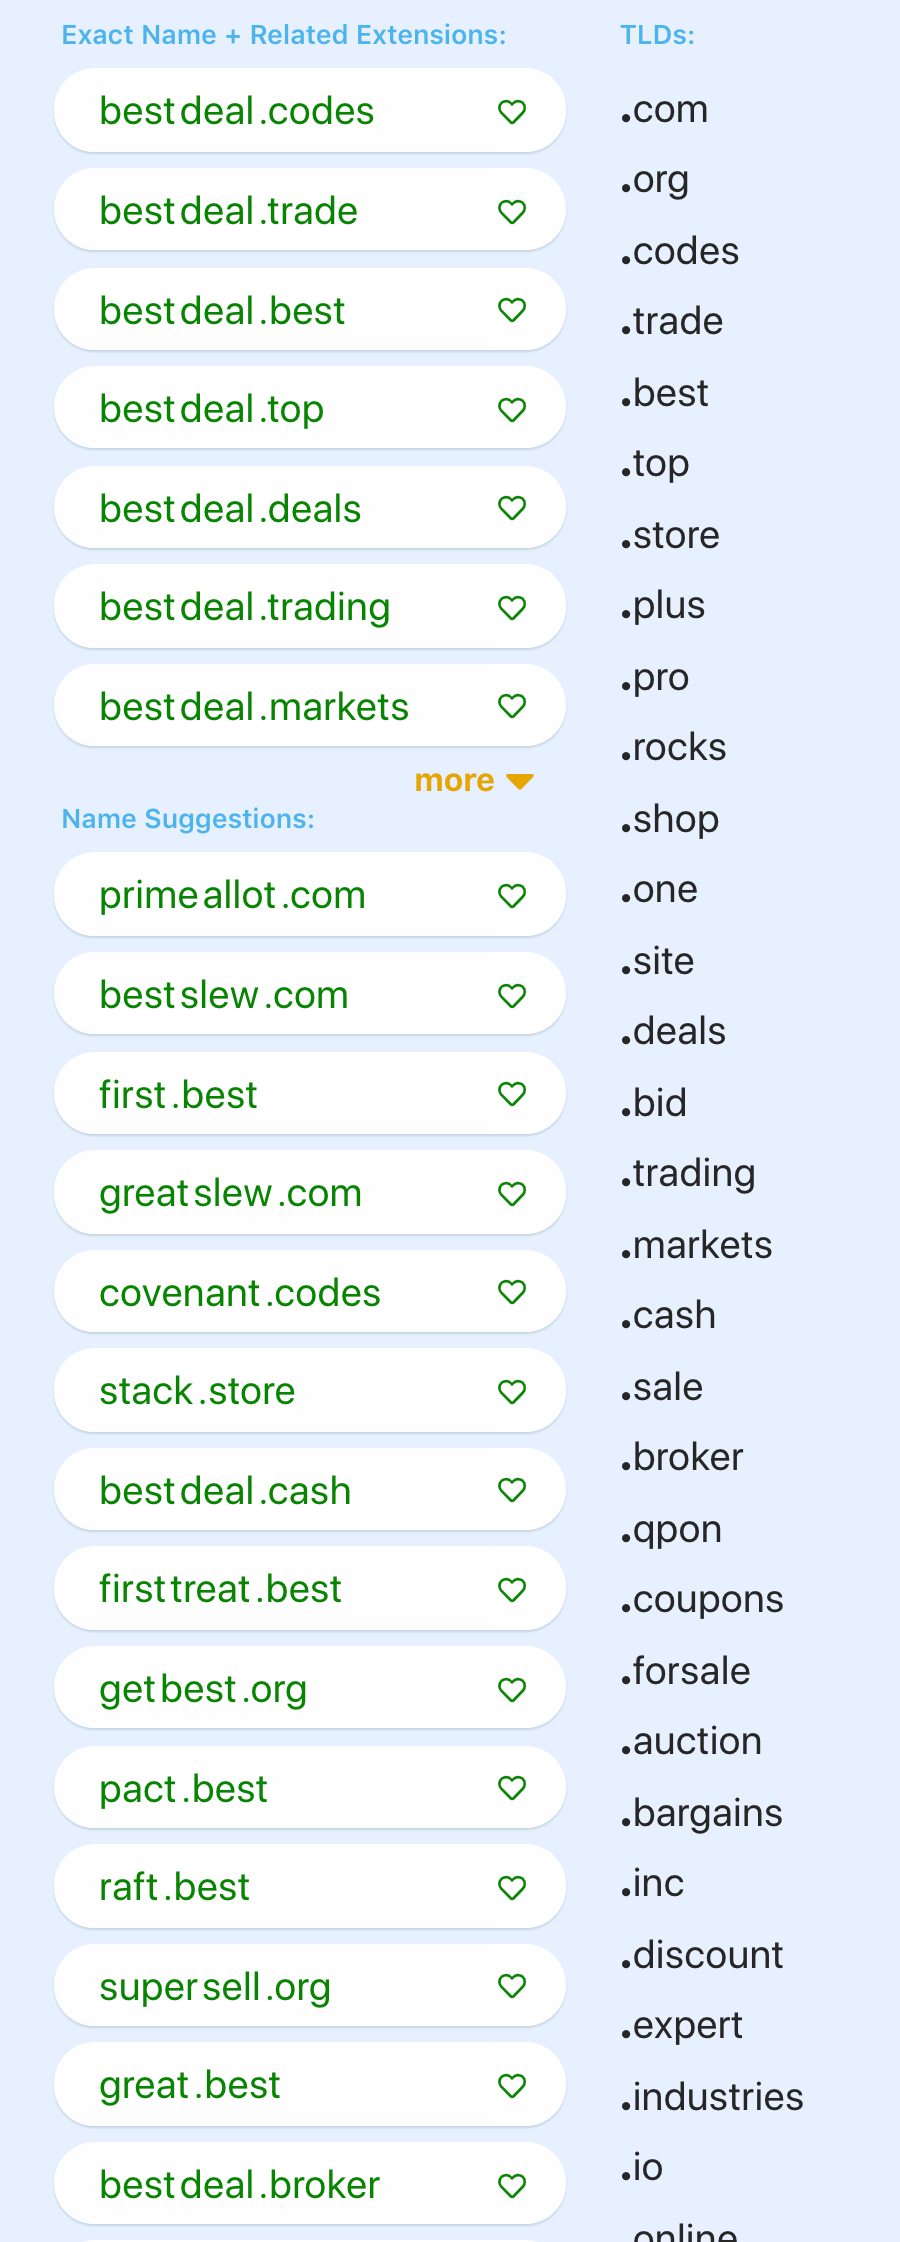 Exact Name + Related Extensions:
bestdeal.codes
bestdeal.trade
bestdeal.best
bestdeal.top
bestdeal.deals
bestdeal.trading
bestdeal.markets
more
Name Suggestions:
primeallot.com
bestslew.com
first.best
greatslew.com
covenant.codes
stack.store
bestdeal.cash
firsttreat.best
getbest.org
pact.best
raft.best
supersell.org
great.best
bestdeal.broker
TLDs:
.com
.org
.codes
.trade
.best
.top
.store
.plus
.pro
.rocks
.shop
.one
.site
.deals
.bid
.trading
.markets
.cash
.sale
.broker
.qpon
.coupons
.forsale
.auction
.bargains
.inc
.discount
.expert
.industries
.io
.online